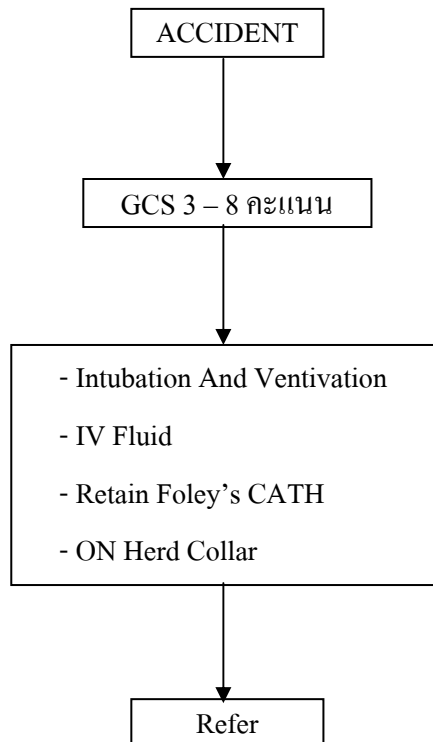 ACCIDENT
GCS 3 – 8 คะแนน
- Intubation And Ventivation
- IV Fluid
- Retain Foley’s CATH
- ON Herd Collar
Refer